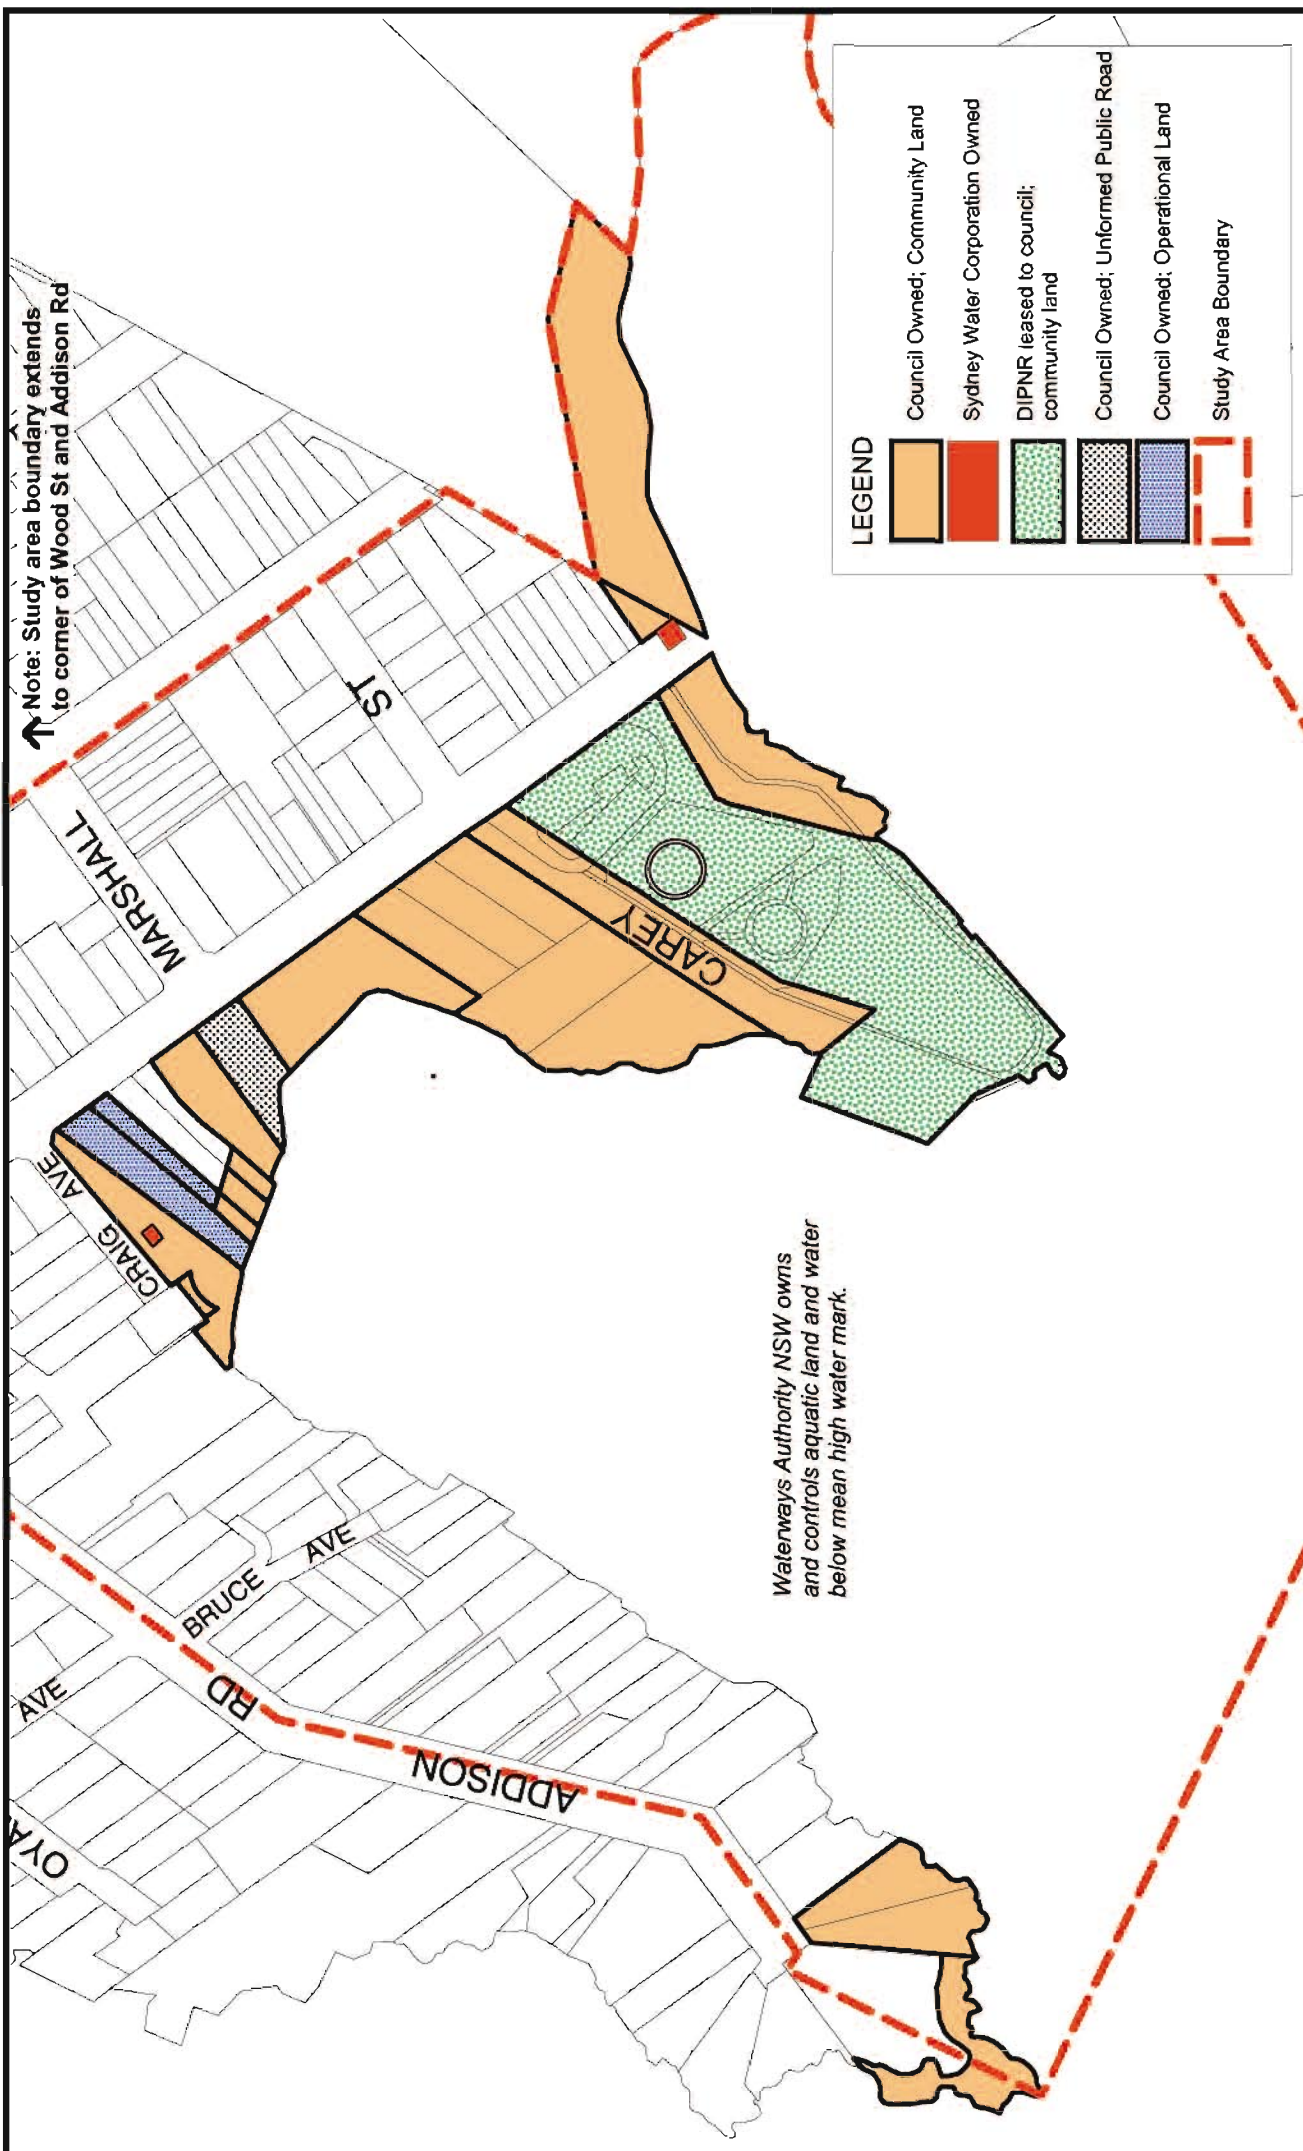 Note: Study area boundary extends
to corner of Wood St and Addison Rd
MARSHALL
ST
CAREY
CRAIG
AVE
BRUCE
AVE
AVE
RD
ADDISON
OYA
Waterways Authority NSW owns
and controls aquatic land and water
below mean high water mark.
LEGEND
Council Owned; Community Land
Sydney Water Corporation Owned
DIPNR leased to council;
community land
Council Owned; Unformed Public Road
Council Owned; Operational Land
Study Area Boundary